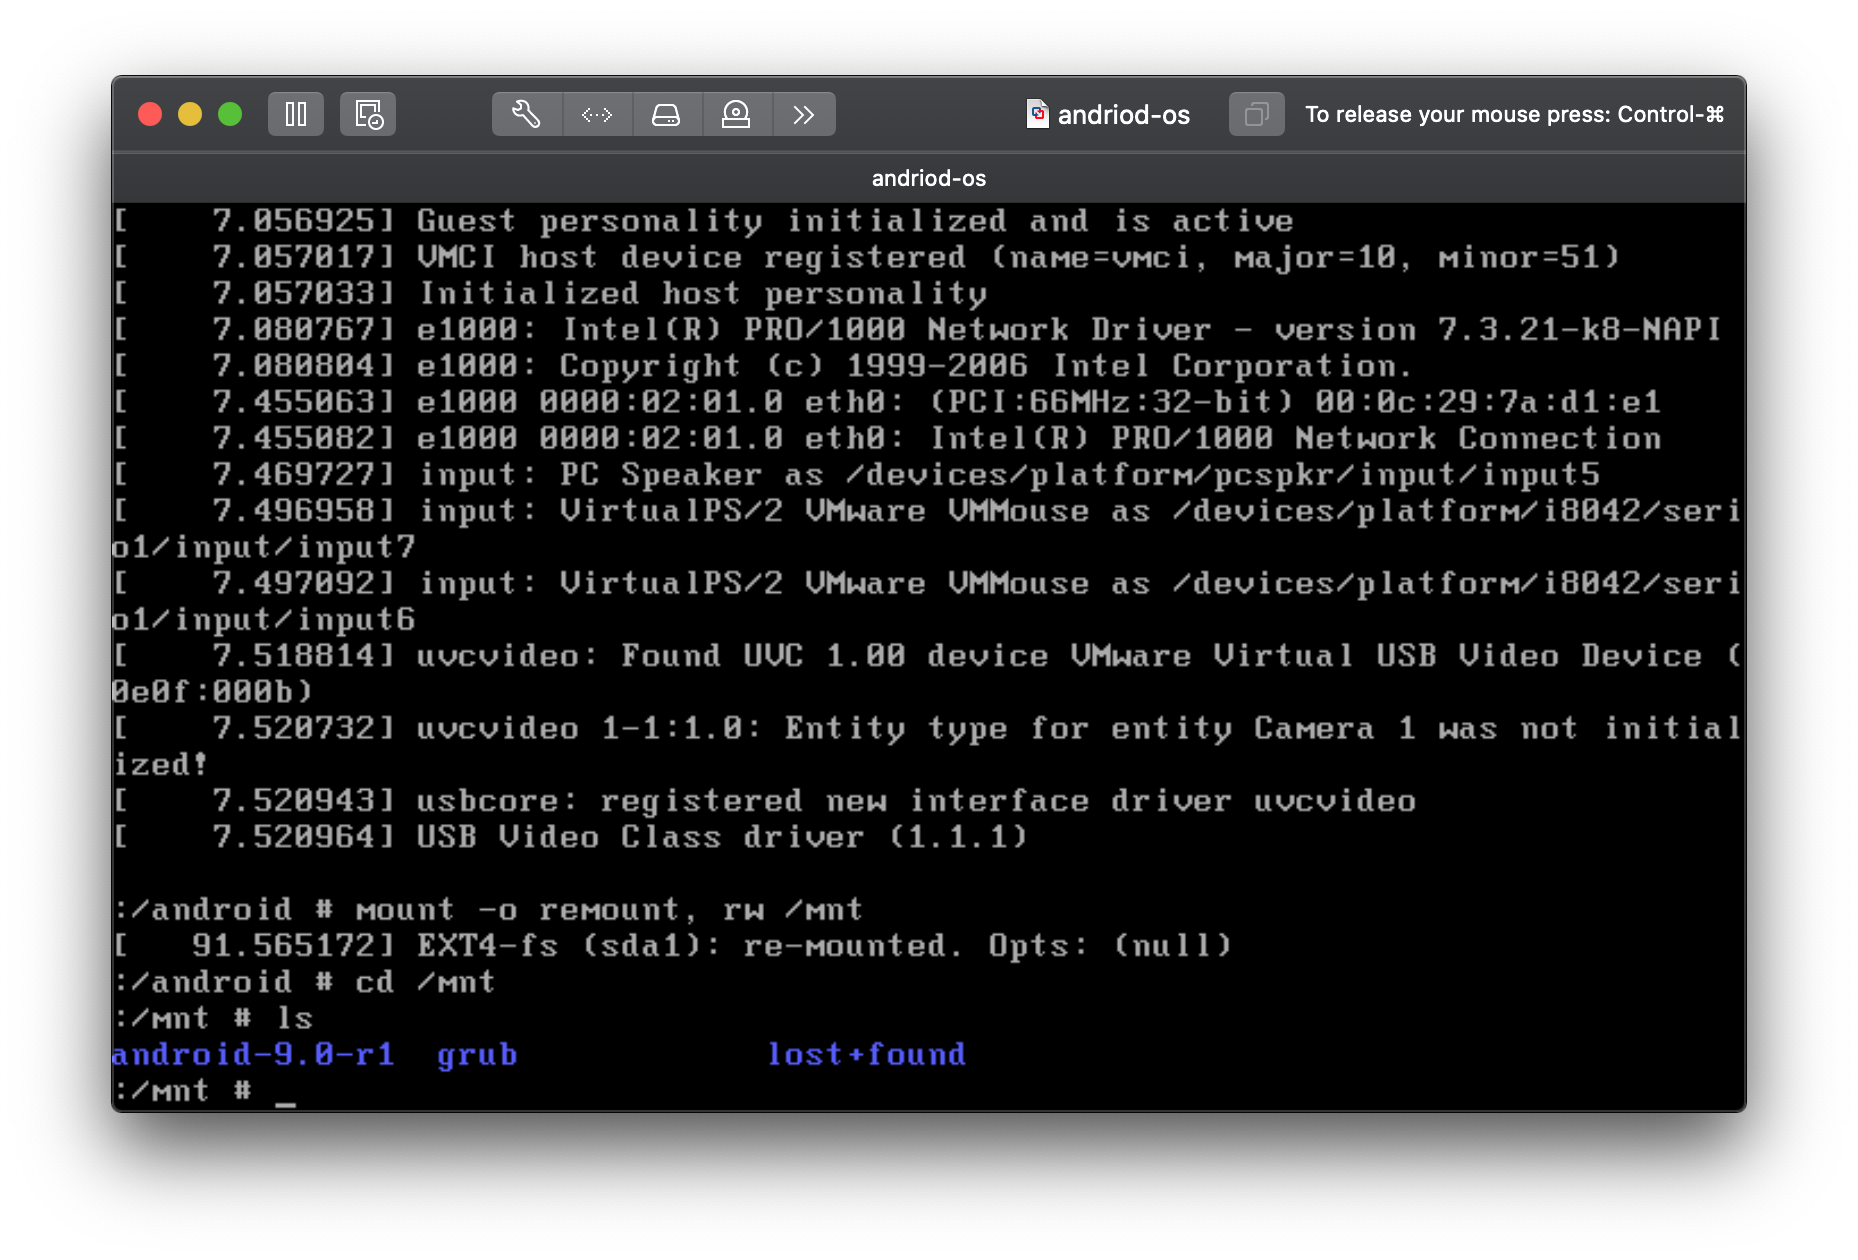 andriod-os
To release your mouse press: Control-⌘
andriod-os
[    7.056925] Guest personality initialized and is active
[    7.057017] VMCI host device registered (name=vmci, major=10, minor=51)
[    7.057033] Initialized host personality
[    7.080767] e1000: Intel(R) PRO/1000 Network Driver - version 7.3.21-k8-NAPI
[    7.080804] e1000: Copyright (c) 1999-2006 Intel Corporation.
[    7.455063] e1000 0000:02:01.0 eth0: (PCI:66MHz:32-bit) 00:0c:29:7a:d1:e1
[    7.455082] e1000 0000:02:01.0 eth0: Intel(R) PRO/1000 Network Connection
[    7.469727] input: PC Speaker as /devices/platform/pcspkr/input/input5
[    7.496958] input: VirtualPS/2 VMware VMMouse as /devices/platform/i8042/seri
o1/input/input7
[    7.497092] input: VirtualPS/2 VMware VMMouse as /devices/platform/i8042/seri
o1/input/input6
[    7.518814] uvcvideo: Found UVC 1.00 device VMware Virtual USB Video Device (
0e0f:000b)
[    7.520732] uvcvideo 1-1:1.0: Entity type for entity Camera 1 was not initial
ized!
[    7.520943] usbcore: registered new interface driver uvcvideo
[    7.520964] USB Video Class driver (1.1.1)
:/android # mount -o remount, rw /mnt
[   91.565172] EXT4-fs (sda1): re-mounted. Opts: (null)
:/android # cd /mnt
:/mnt # ls
android-9.0-r1  grub            lost+found
:/mnt # _